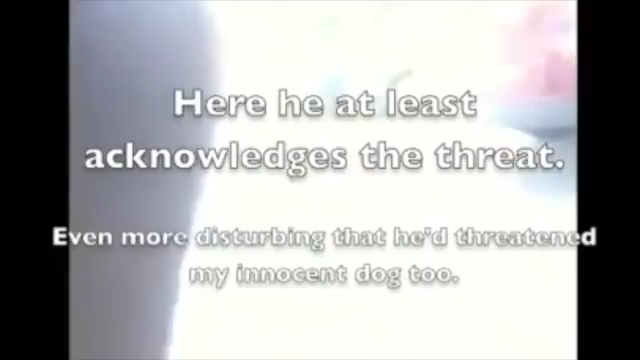 Here he at least
acknowledges the threat.
Even more disturbing that he'd threatened
my innocent dog too.